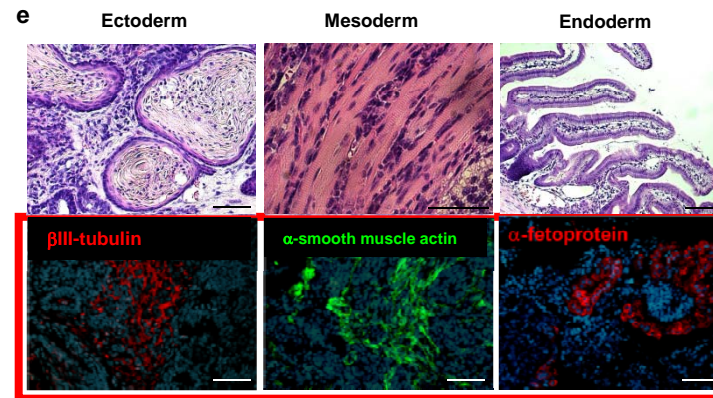 e
Ectoderm
Mesoderm
Endoderm
βIII-tubulin
α-smooth muscle actin
α-fetoprotein